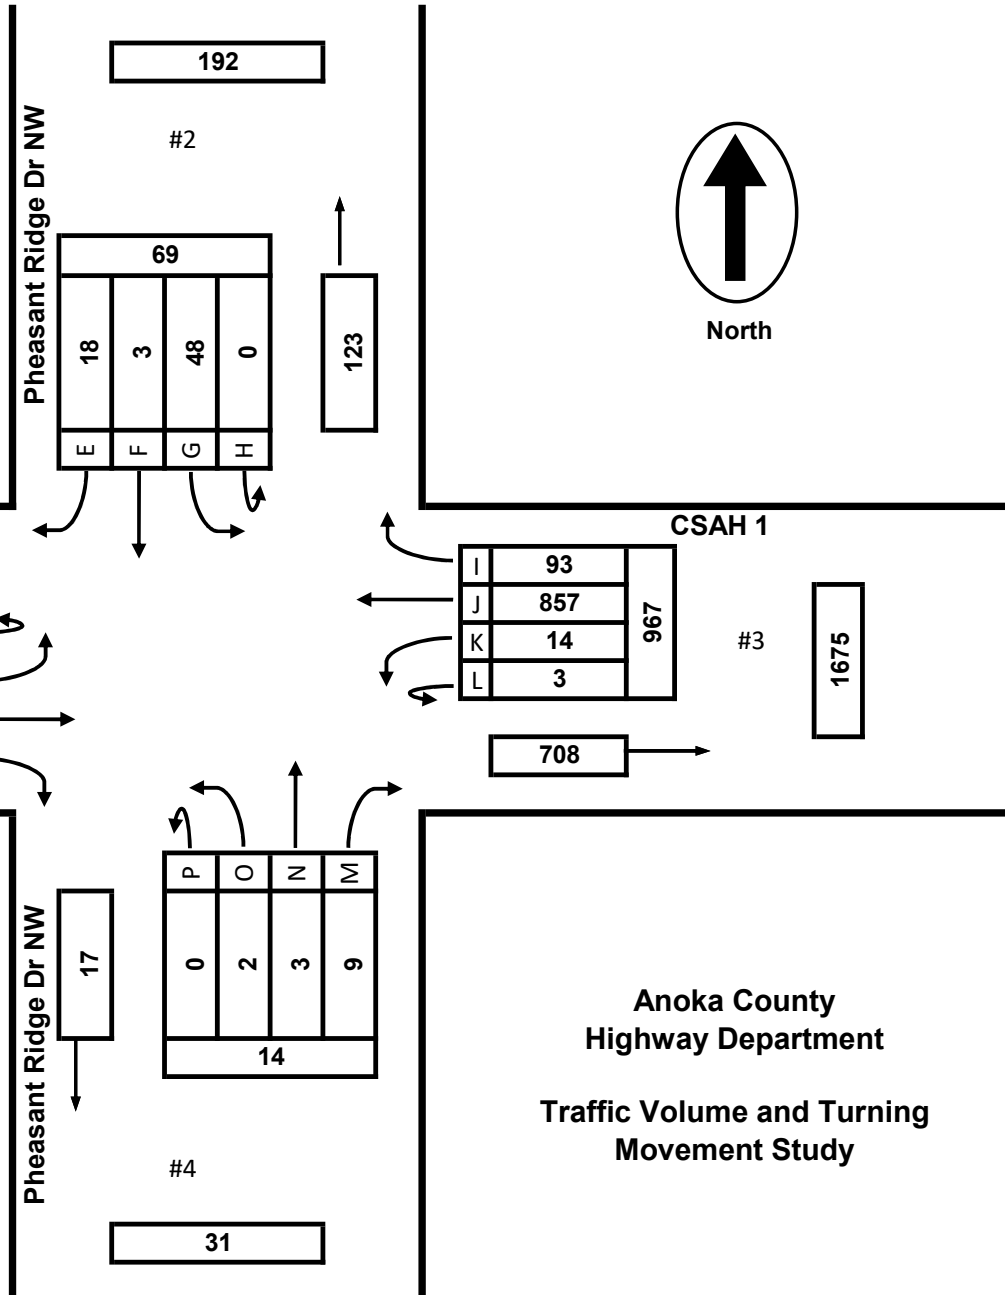 192
#2
Pheasant Ridge Dr NW
69
18 3 48 0
E F G H
123
North
CSAH 1
I 93
J 857
K 14
L 3
967
#3
1675
708
P O N M
0 2 3 9
14
17
Pheasant Ridge Dr NW
#4
31
Anoka County
Highway Department
Traffic Volume and Turning
Movement Study